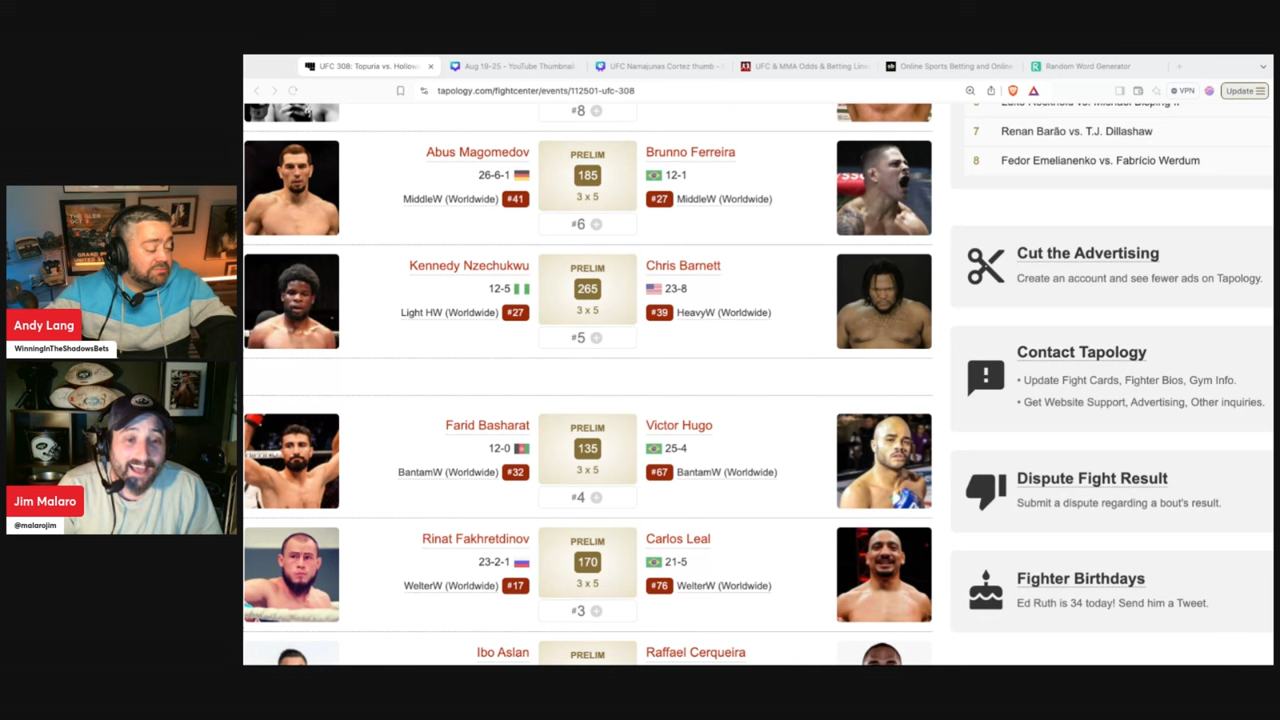 UFC 308: Topuria vs. Hollow
Aug 19-25 - YouTube Thumbnail
UFC Namajunas Cortez thumb -
UFC & MMA Odds & Betting Lines
Online Sports Betting and Online
Random Word Generator
tapology.com/fightcenter/events/112501-ufc-308
VPN
Update
#8
7 Renan Barão vs. T.J. Dillashaw
8 Fedor Emelianenko vs. Fabrício Werdum
Abus Magomedov
26-6-1
MiddleW (Worldwide) #41
PRELIM
185
3 x 5
#6
Brunno Ferreira
12-1
#27 MiddleW (Worldwide)
Kennedy Nzechukwu
12-5
Light HW (Worldwide) #27
PRELIM
265
3 x 5
#5
Chris Barnett
23-8
#39 HeavyW (Worldwide)
Farid Basharat
12-0
BantamW (Worldwide) #32
PRELIM
135
3 x 5
#4
Victor Hugo
25-4
#67 BantamW (Worldwide)
Rinat Fakhretdinov
23-2-1
WelterW (Worldwide) #17
PRELIM
170
3 x 5
#3
Carlos Leal
21-5
#76 WelterW (Worldwide)
Ibo Aslan
PRELIM
Raffael Cerqueira
Cut the Advertising
Create an account and see fewer ads on Tapology.
Contact Tapology
• Update Fight Cards, Fighter Bios, Gym Info.
• Get Website Support, Advertising, Other inquiries.
Dispute Fight Result
Submit a dispute regarding a bout's result.
Fighter Birthdays
Ed Ruth is 34 today! Send him a Tweet.
Andy Lang
WinningInTheShadowsBets
Jim Malaro
@malarojim